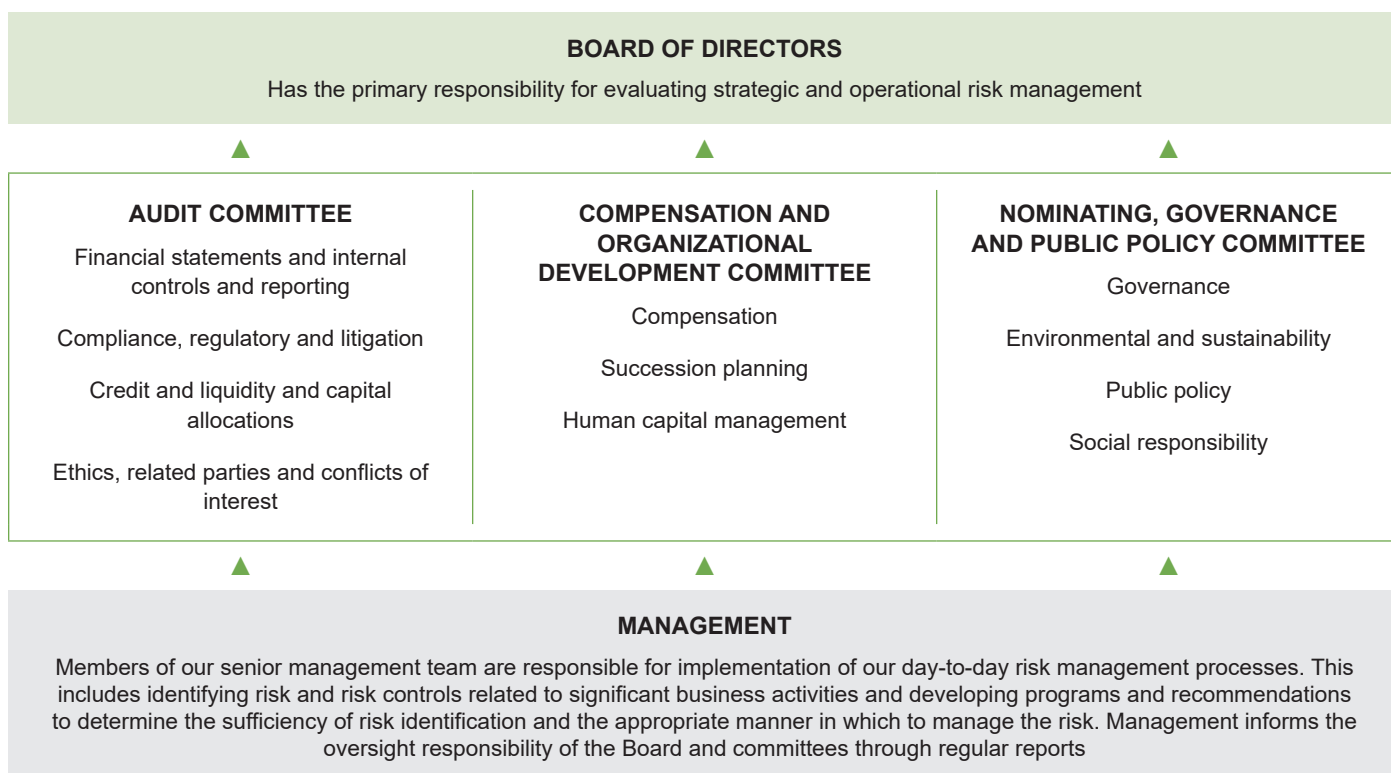 BOARD OF DIRECTORS
Has the primary responsibility for evaluating strategic and operational risk management
AUDIT COMMITTEE
Financial statements and internal
controls and reporting
Compliance, regulatory and litigation
Credit and liquidity and capital
allocations
Ethics, related parties and conflicts of
interest
COMPENSATION AND
ORGANIZATIONAL
DEVELOPMENT COMMITTEE
Compensation
Succession planning
Human capital management
NOMINATING, GOVERNANCE
AND PUBLIC POLICY COMMITTEE
Governance
Environmental and sustainability
Public policy
Social responsibility
MANAGEMENT
Members of our senior management team are responsible for implementation of our day-to-day risk management processes. This
includes identifying risk and risk controls related to significant business activities and developing programs and recommendations
to determine the sufficiency of risk identification and the appropriate manner in which to manage the risk. Management informs the
oversight responsibility of the Board and committees through regular reports